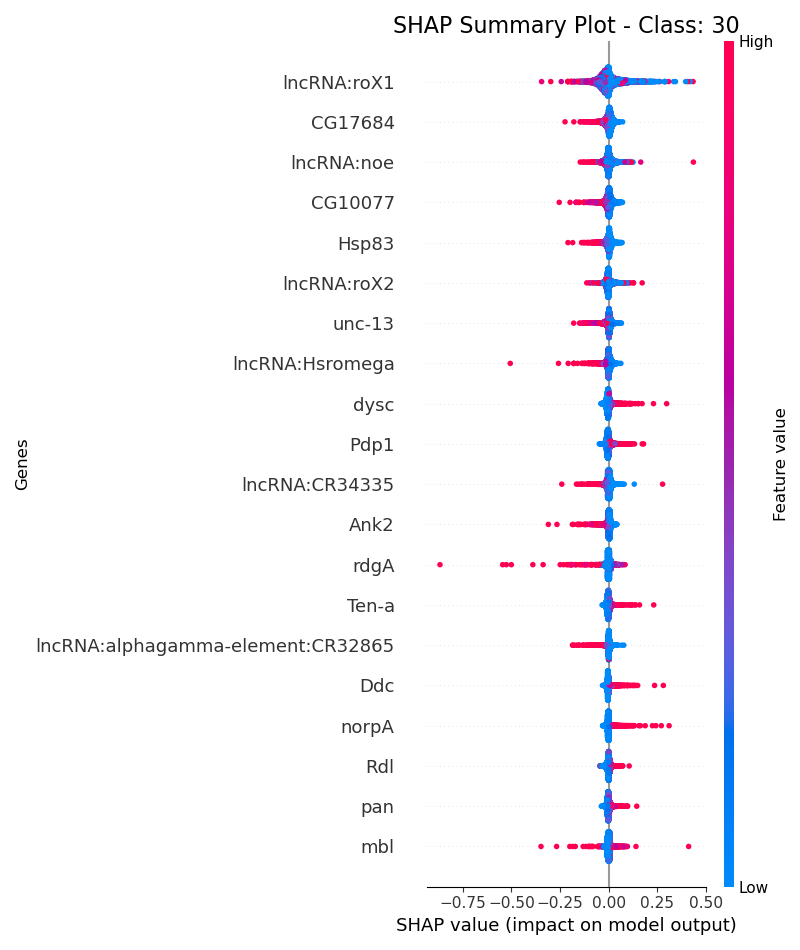 SHAP Summary Plot - Class: 30
High
lncRNA:roX1
CG17684
lncRNA:noe
CG10077
Hsp83
lncRNA:roX2
unc-13
lncRNA:Hsromega
dysc
Pdp1
lncRNA:CR34335
Ank2
rdgA
Ten-a
lncRNA:alphagamma-element:CR32865
Ddc
norpA
Rdl
pan
mbl
Genes
Feature value
Low
−0.75 −0.50 −0.25 0.00 0.25 0.50
SHAP value (impact on model output)